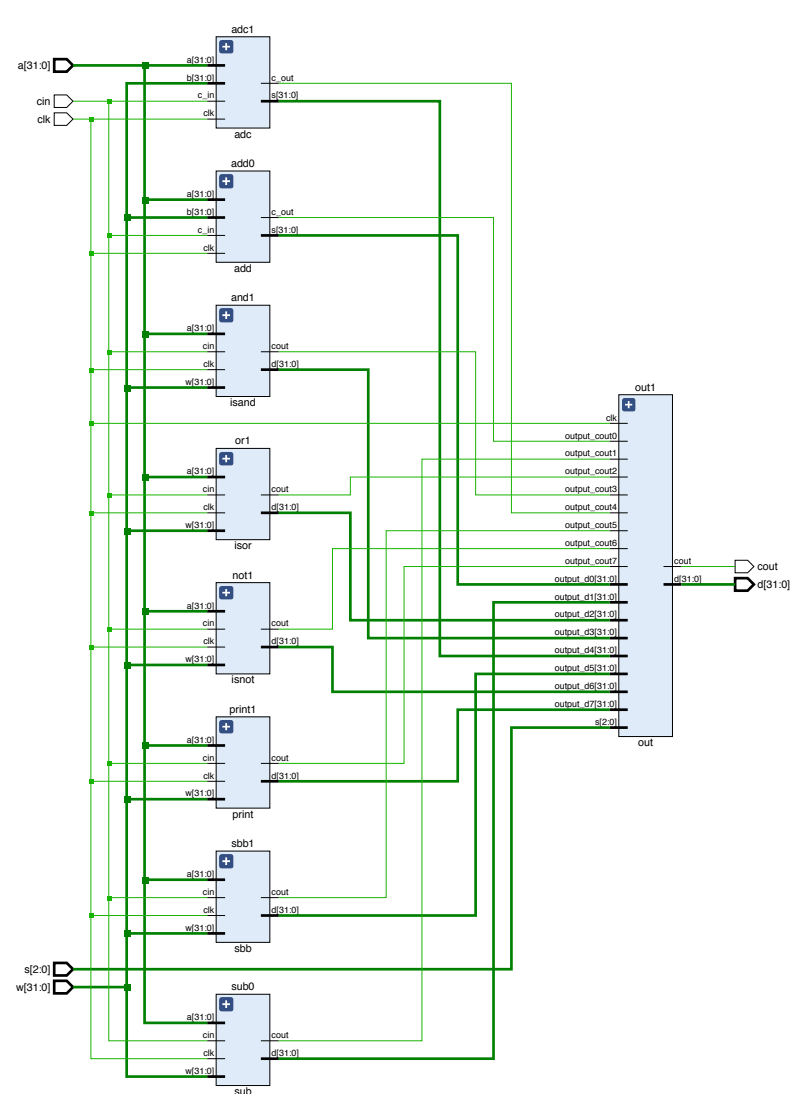 adc1
a[31:0]
b[31:0]
c_in
clk
c_out
s[31:0]
adc
a[31:0]
cin
clk
add0
a[31:0]
b[31:0]
c_in
clk
c_out
s[31:0]
add
and1
a[31:0]
cin
clk
w[31:0]
cout
d[31:0]
isand
or1
a[31:0]
cin
clk
w[31:0]
cout
d[31:0]
isor
not1
a[31:0]
cin
clk
w[31:0]
cout
d[31:0]
isnot
print1
a[31:0]
cin
clk
w[31:0]
cout
d[31:0]
print
sbb1
a[31:0]
cin
clk
w[31:0]
cout
d[31:0]
sbb
s[2:0]
w[31:0]
sub0
a[31:0]
cin
clk
w[31:0]
cout
d[31:0]
sub
out1
clk
output_cout0
output_cout1
output_cout2
output_cout3
output_cout4
output_cout5
output_cout6
output_cout7
output_d0[31:0]
output_d1[31:0]
output_d2[31:0]
output_d3[31:0]
output_d4[31:0]
output_d5[31:0]
output_d6[31:0]
output_d7[31:0]
s[2:0]
cout
d[31:0]
out
cout
d[31:0]